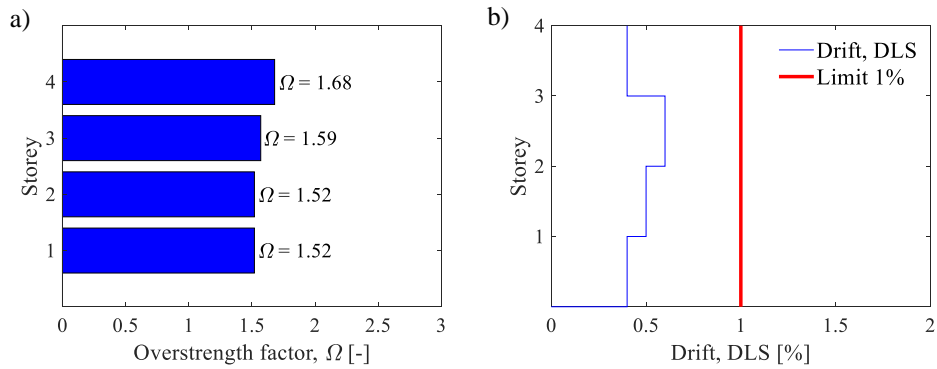 a)
Storey
4
3
2
1
Ω = 1.68
Ω = 1.59
Ω = 1.52
Ω = 1.52
0 0.5 1 1.5 2 2.5 3
Overstrength factor, Ω [-]
b)
Storey
4
3
2
1
Drift, DLS
Limit 1%
0 0.5 1 1.5 2
Drift, DLS [%]